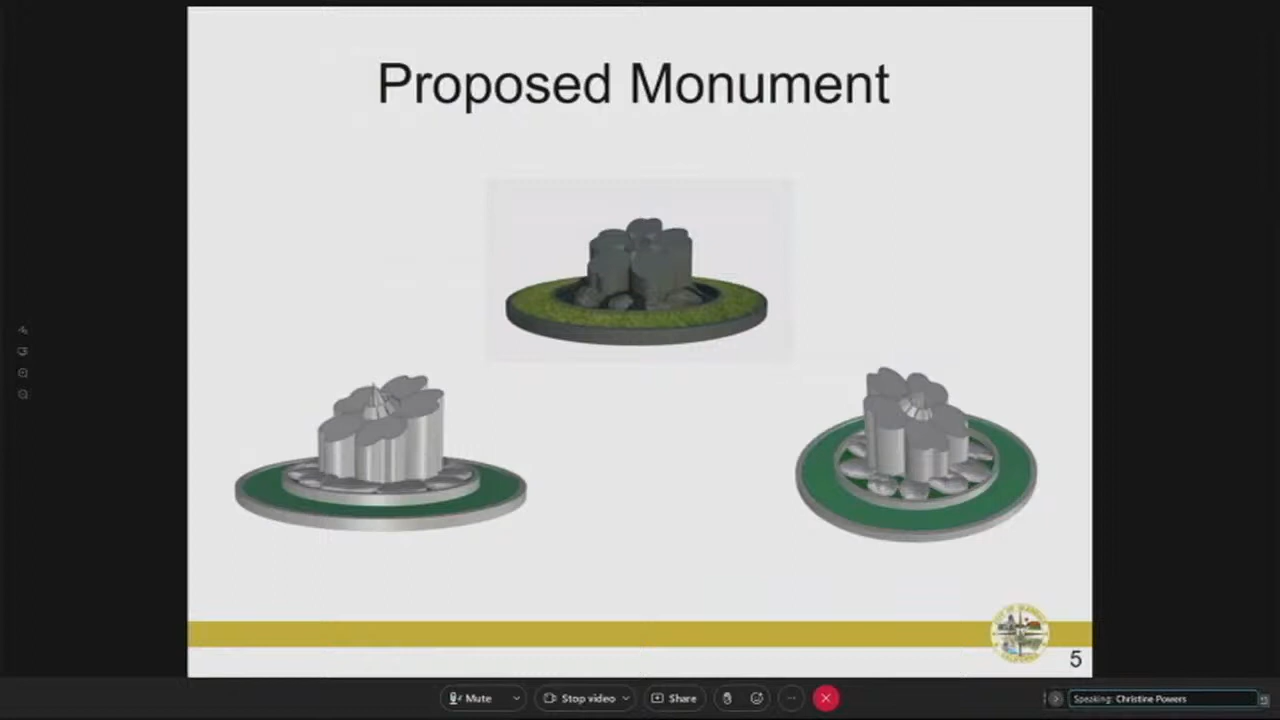 Proposed Monument
5
Mute
Stop video
Share
Speaking: Christine Powers